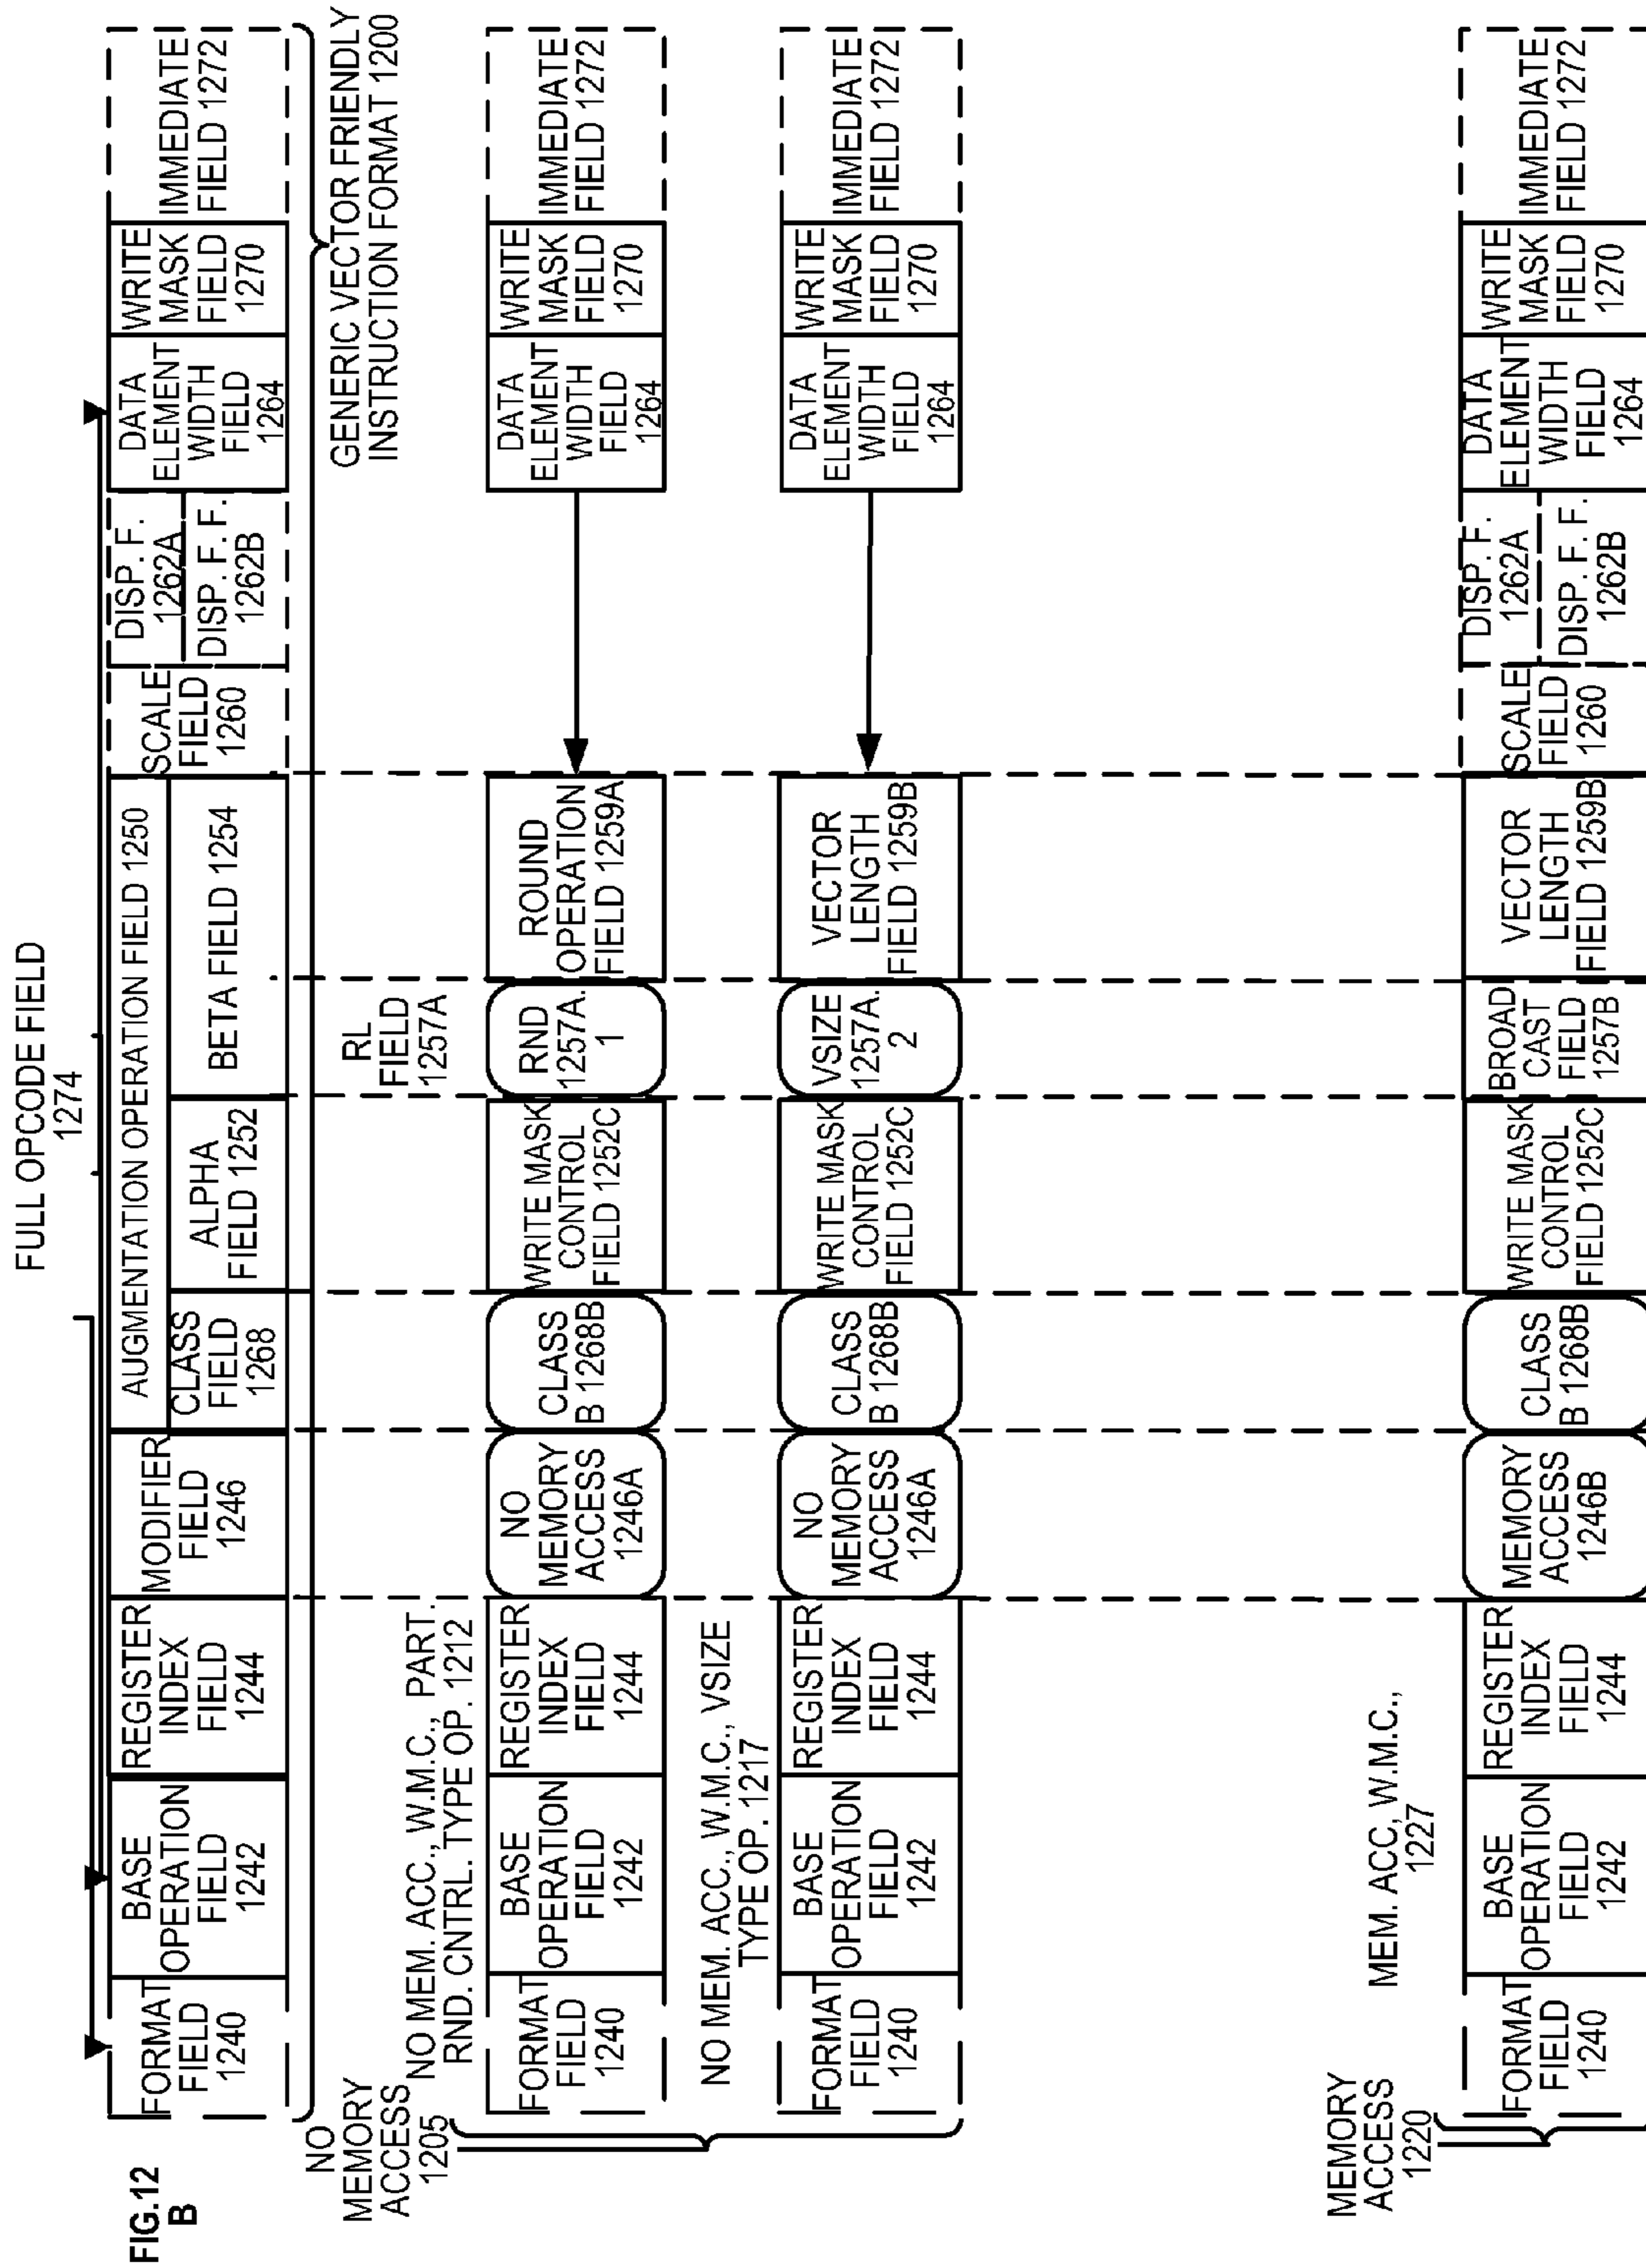 FIG.12
B
FULL OPCODE FIELD
1274
FORMAT
FIELD
1240
BASE
OPERATION
FIELD
1242
REGISTER
INDEX
FIELD
1244
MODIFIER
FIELD
1246
AUGMENTATION OPERATION FIELD 1250
CLASS
FIELD
1268
ALPHA
FIELD 1252
BETA FIELD 1254
SCALE
FIELD
1260
DISP. F.
1262A
DISP. F. F.
1262B
DATA
ELEMENT
WIDTH
FIELD
1264
WRITE
MASK
FIELD
1270
IMMEDIATE
FIELD 1272
GENERIC VECTOR FRIENDLY
INSTRUCTION FORMAT 1200
NO
MEMORY
ACCESS
1205
NO MEM. ACC., W.M.C., PART.
RND. CNTRL. TYPE OP. 1212
RL
FIELD
1257A
FORMAT
FIELD
1240
BASE
OPERATION
FIELD
1242
REGISTER
INDEX
FIELD
1244
NO
MEMORY
ACCESS
1246A
CLASS
B 1268B
WRITE MASK
CONTROL
FIELD 1252C
RND
1257A.
1
ROUND
OPERATION
FIELD 1259A
DATA
ELEMENT
WIDTH
FIELD
1264
WRITE
MASK
FIELD
1270
IMMEDIATE
FIELD 1272
NO MEM. ACC., W.M.C., VSIZE
TYPE OP. 1217
FORMAT
FIELD
1240
BASE
OPERATION
FIELD
1242
REGISTER
INDEX
FIELD
1244
NO
MEMORY
ACCESS
1246A
CLASS
B 1268B
WRITE MASK
CONTROL
FIELD 1252C
VSIZE
1257A.
2
VECTOR
LENGTH
FIELD 1259B
DATA
ELEMENT
WIDTH
FIELD
1264
WRITE
MASK
FIELD
1270
IMMEDIATE
FIELD 1272
MEMORY
ACCESS
1220
MEM. ACC, W.M.C.,
1227
FORMAT
FIELD
1240
BASE
OPERATION
FIELD
1242
REGISTER
INDEX
FIELD
1244
MEMORY
ACCESS
1246B
CLASS
B 1268B
WRITE MASK
CONTROL
FIELD 1252C
BROAD
CAST
FIELD
1257B
VECTOR
LENGTH
FIELD 1259B
SCALE
FIELD
1260
DISP. F.
1262A
DISP. F. F.
1262B
DATA
ELEMENT
WIDTH
FIELD
1264
WRITE
MASK
FIELD
1270
IMMEDIATE
FIELD 1272